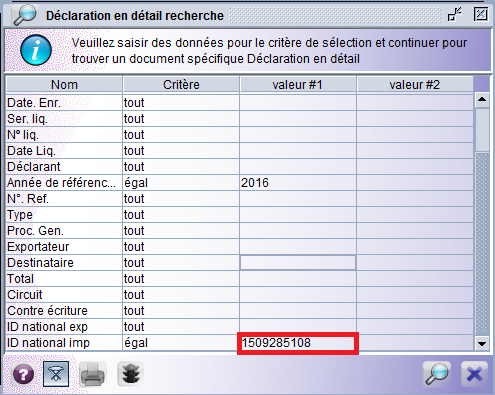 Déclaration en détail recherche
Veuillez saisir des données pour le critère de sélection et continuer pour
trouver un document spécifique Déclaration en détail
Nom Critère valeur #1 valeur #2
Date. Enr. tout
Ser. liq. tout
Nº liq. tout
Date Liq. tout
Déclarant tout
Année de référenc... égal 2016
N°. Ref. tout
Type tout
Proc. Gen. tout
Exportateur tout
Destinataire tout
Total tout
Circuit tout
Contre écriture tout
ID national exp tout
ID national imp égal 1509285108